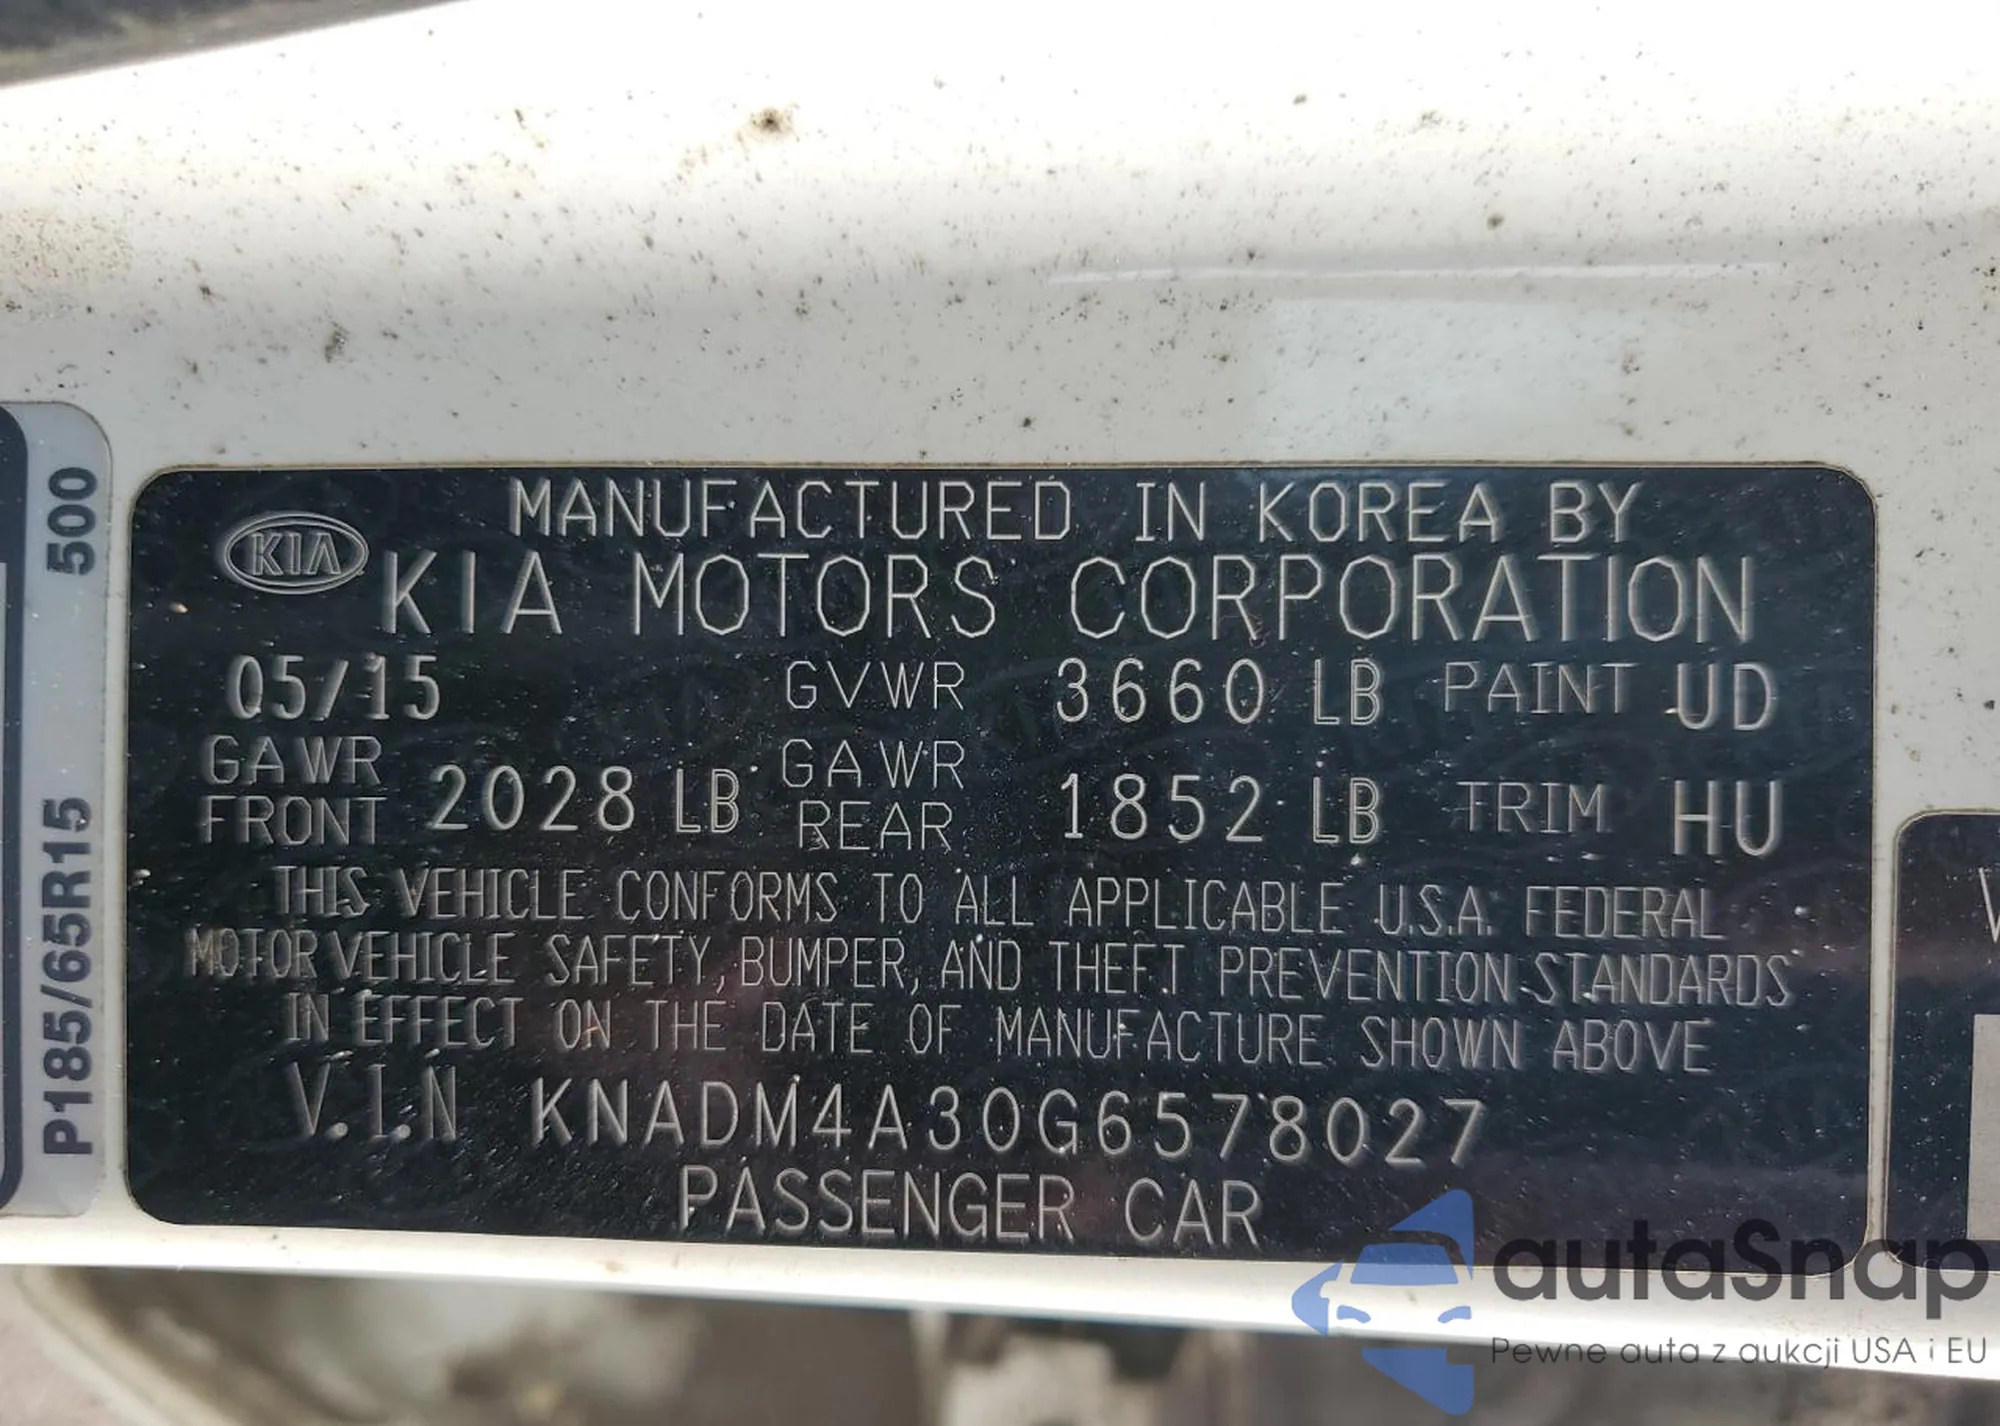 MANUFACTURED IN KOREA BY
KIA
KIA MOTORS CORPORATION
05/15 GVWR 3660 LB PAINT UD
GAWR FRONT 2028 LB GAWR REAR 1852 LB TRIM HU
THIS VEHICLE CONFORMS TO ALL APPLICABLE U.S.A. FEDERAL
MOTOR VEHICLE SAFETY, BUMPER, AND THEFT PREVENTION STANDARDS
IN EFFECT ON THE DATE OF MANUFACTURE SHOWN ABOVE
V.I.N KNADM4A30G6578027
PASSENGER CAR
P185/65R15 500
autaSnap
Pewne auta z aukcji USA i EU